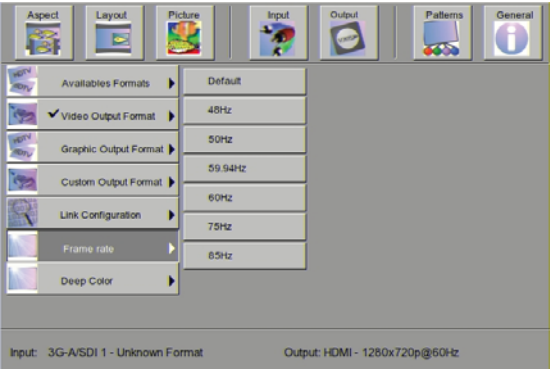 Aspect Layout Picture Input Output Patterns General
Availables Formats
Video Output Format
Graphic Output Format
Custom Output Format
Link Configuration
Frame rate
Deep Color
Default
48Hz
50Hz
59.94Hz
60Hz
75Hz
85Hz
Input: 3G-A/SDI 1 - Unknown Format Output: HDMI - 1280x720p@60Hz